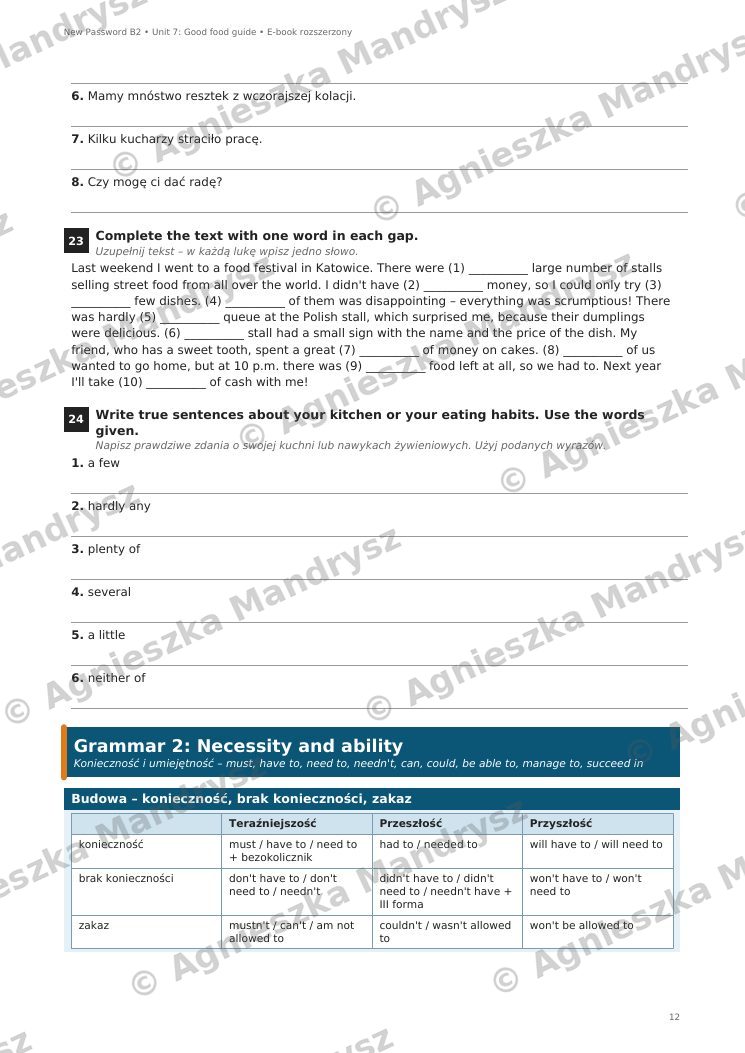 New Password B2 • Unit 7: Good food guide • E-book rozszerzony
6. Mamy mnóstwo resztek z wczorajszej kolacji.
7. Kilku kucharzy straciło pracę.
8. Czy mogę ci dać radę?
23 Complete the text with one word in each gap.
Uzupełnij tekst – w każdą lukę wpisz jedno słowo.
Last weekend I went to a food festival in Katowice. There were (1) __________ large number of stalls
selling street food from all over the world. I didn't have (2) __________ money, so I could only try (3)
__________ few dishes. (4) __________ of them was disappointing – everything was scrumptious! There
was hardly (5) __________ queue at the Polish stall, which surprised me, because their dumplings
were delicious. (6) __________ stall had a small sign with the name and the price of the dish. My
friend, who has a sweet tooth, spent a great (7) __________ of money on cakes. (8) __________ of us
wanted to go home, but at 10 p.m. there was (9) __________ food left at all, so we had to. Next year
I'll take (10) __________ of cash with me!
24 Write true sentences about your kitchen or your eating habits. Use the words
given.
Napisz prawdziwe zdania o swojej kuchni lub nawykach żywieniowych. Użyj podanych wyrazów.
1. a few
2. hardly any
3. plenty of
4. several
5. a little
6. neither of
Grammar 2: Necessity and ability
Konieczność i umiejętność – must, have to, need to, needn't, can, could, be able to, manage to, succeed in
Budowa – konieczność, brak konieczności, zakaz
Teraźniejszość Przeszłość Przyszłość
konieczność must / have to / need to had to / needed to will have to / will need to
+ bezokolicznik
brak konieczności don't have to / don't didn't have to / didn't won't have to / won't
need to / needn't need to / needn't have + need to
III forma
zakaz mustn't / can't / am not couldn't / wasn't allowed won't be allowed to
allowed to to
12
© Agnieszka Mandrysz